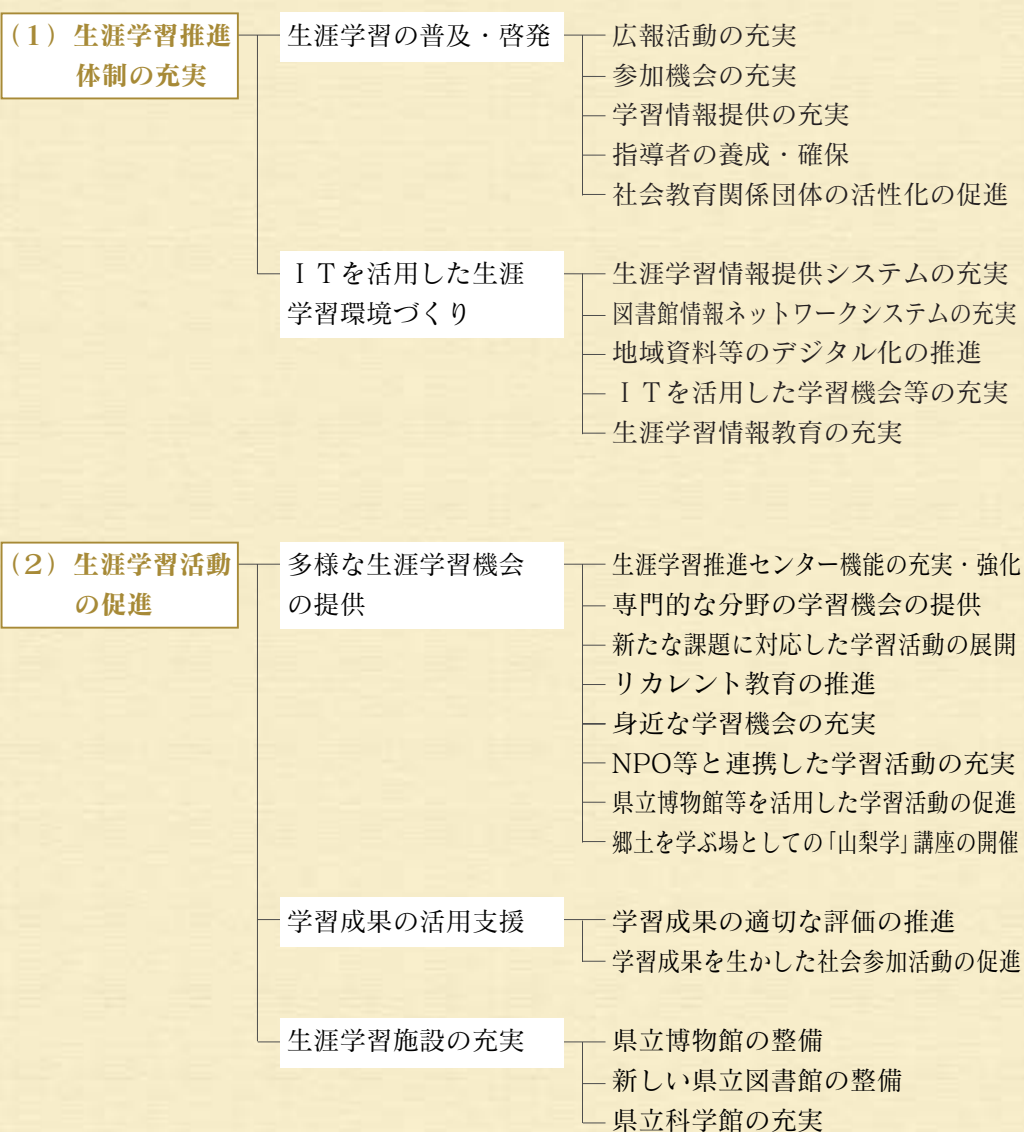 (1) 生涯学習推進
体制の充実
生涯学習の普及・啓発
広報活動の充実
参加機会の充実
学習情報提供の充実
指導者の養成・確保
社会教育関係団体の活性化の促進
ＩＴを活用した生涯
学習環境づくり
生涯学習情報提供システムの充実
図書館情報ネットワークシステムの充実
地域資料等のデジタル化の推進
ＩＴを活用した学習機会等の充実
生涯学習情報教育の充実
(2) 生涯学習活動
の促進
多様な生涯学習機会
の提供
生涯学習推進センター機能の充実・強化
専門的な分野の学習機会の提供
新たな課題に対応した学習活動の展開
リカレント教育の推進
身近な学習機会の充実
NPO等と連携した学習活動の充実
県立博物館等を活用した学習活動の促進
郷土を学ぶ場としての「山梨学」講座の開催
学習成果の活用支援
学習成果の適切な評価の推進
学習成果を生かした社会参加活動の促進
生涯学習施設の充実
県立博物館の整備
新しい県立図書館の整備
県立科学館の充実